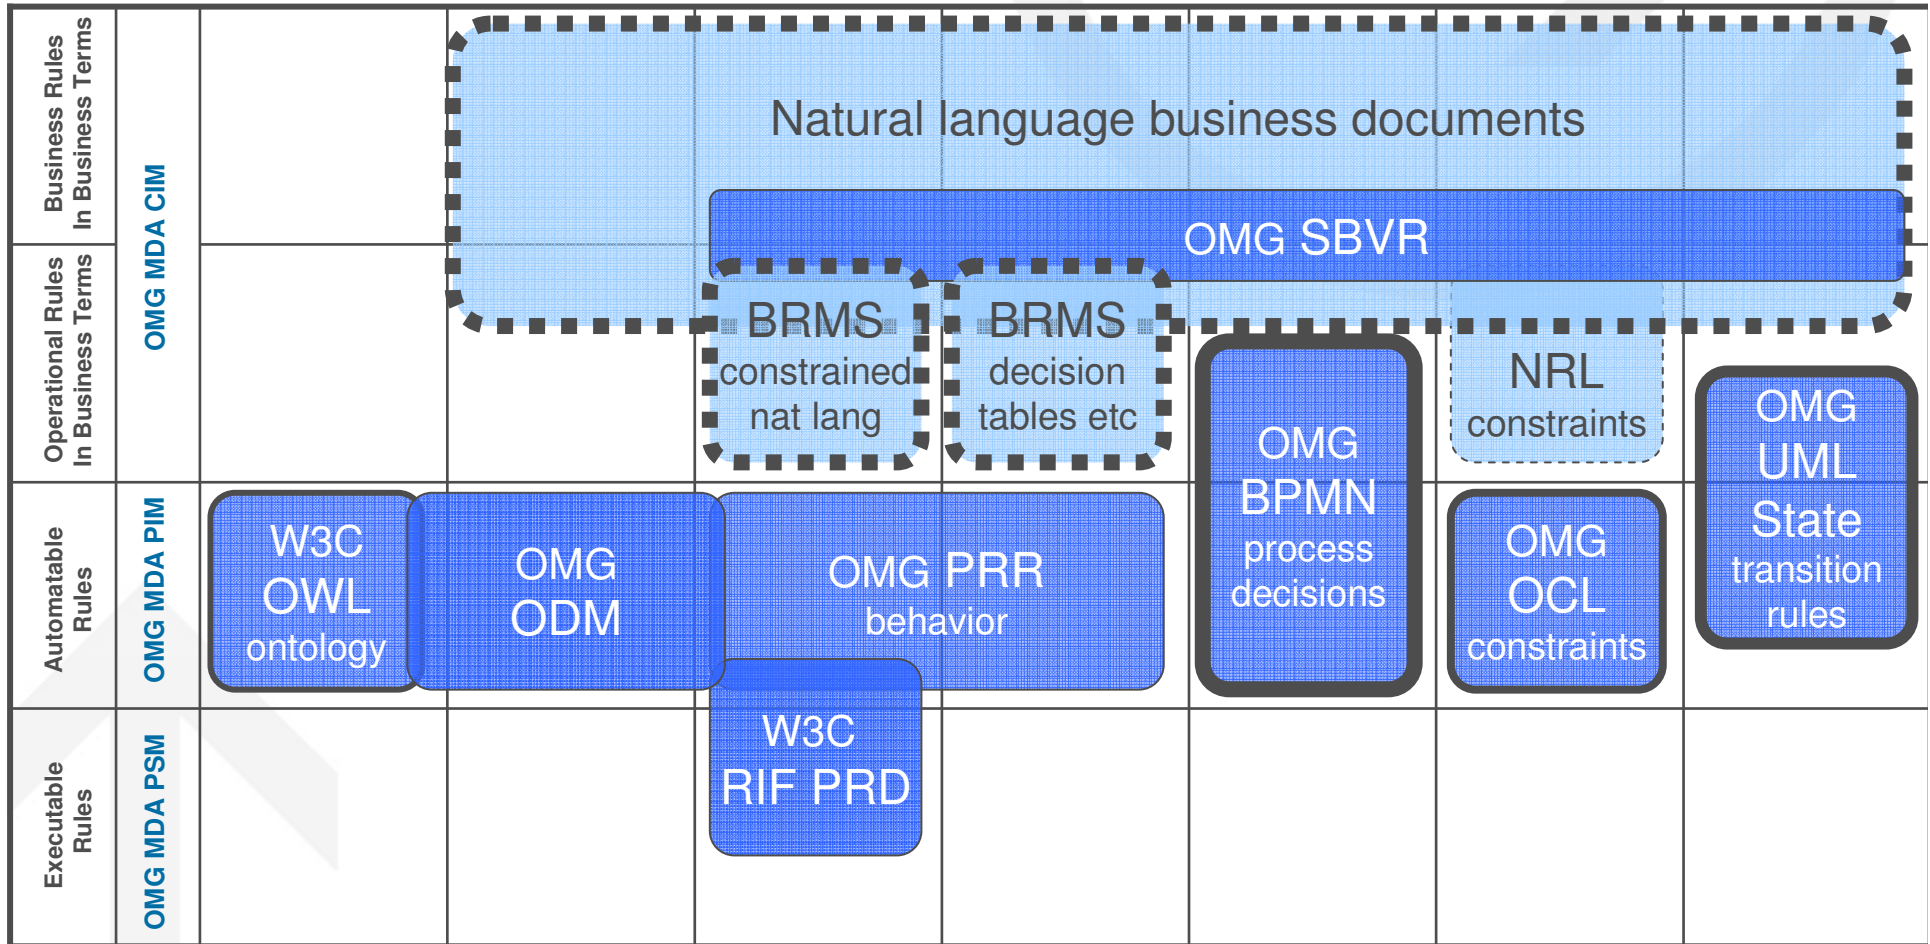 Business Rules
In Business Terms
Operational Rules
In Business Terms
Automatable
Rules
Executable
Rules
OMG MDA CIM
OMG MDA PIM
OMG MDA PSM
Natural language business documents
OMG SBVR
BRMS
constrained
nat lang
BRMS
decision
tables etc
OMG
BPMN
process
decisions
NRL
constraints
OMG
UML
State
transition
rules
W3C
OWL
ontology
OMG
ODM
OMG PRR
behavior
OMG
OCL
constraints
W3C
RIF PRD